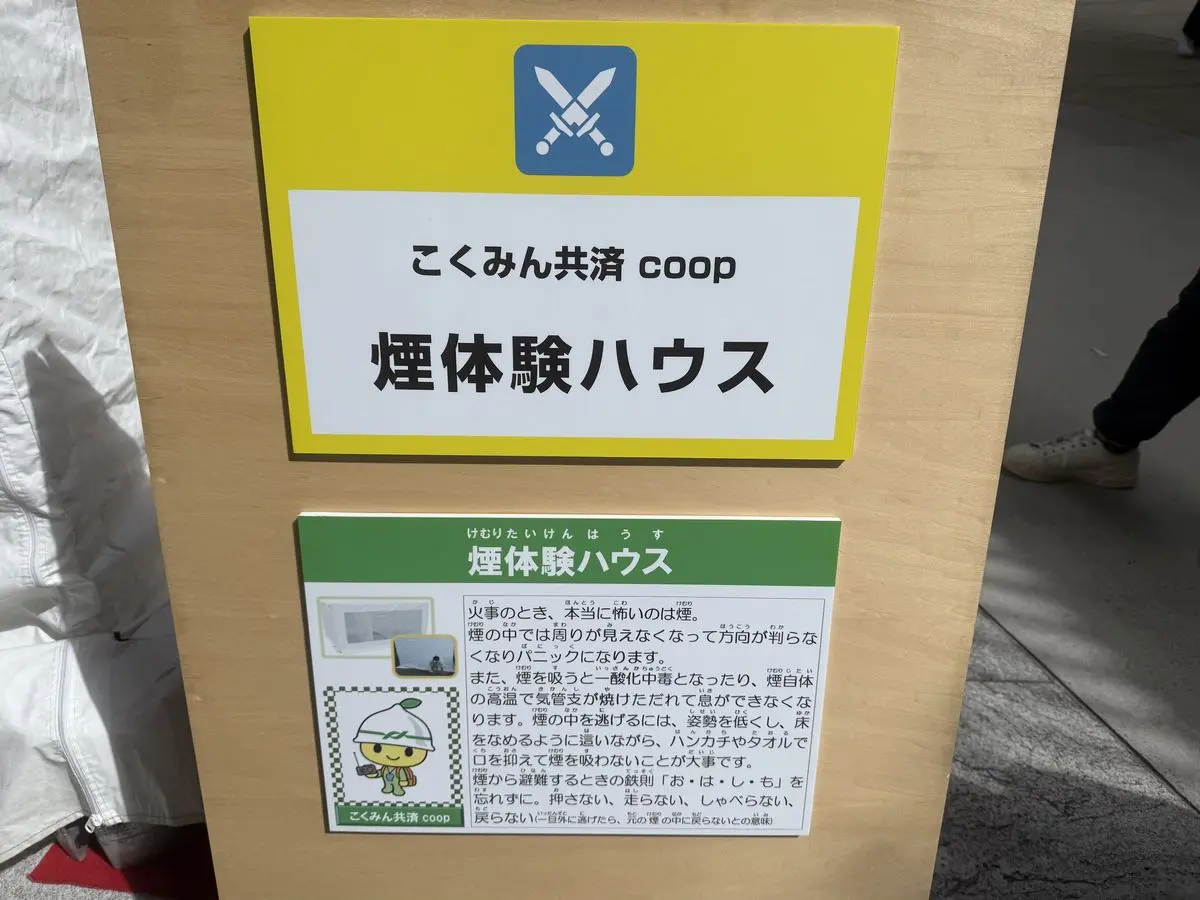 こくみん共済 coop
煙体験ハウス
けむりたいけんはうす
煙体験ハウス
火事のとき、本当に怖いのは煙。
煙の中では周りが見えなくなって方向が判らな
くなりパニックになります。
また、煙を吸うと一酸化中毒となったり、煙自体
の高温で気管支が焼けただれて息ができなくな
ります。煙の中を逃げるには、姿勢を低くし、床
をなめるように這いながら、ハンカチやタオルで
口を抑えて煙を吸わないことが大事です。
煙から避難するときの鉄則「お・は・し・も」を
忘れずに。押さない、走らない、しゃべらない、
戻らない(一旦外に逃げたら、元の煙の中に戻らないとの意味)
こくみん共済 coop